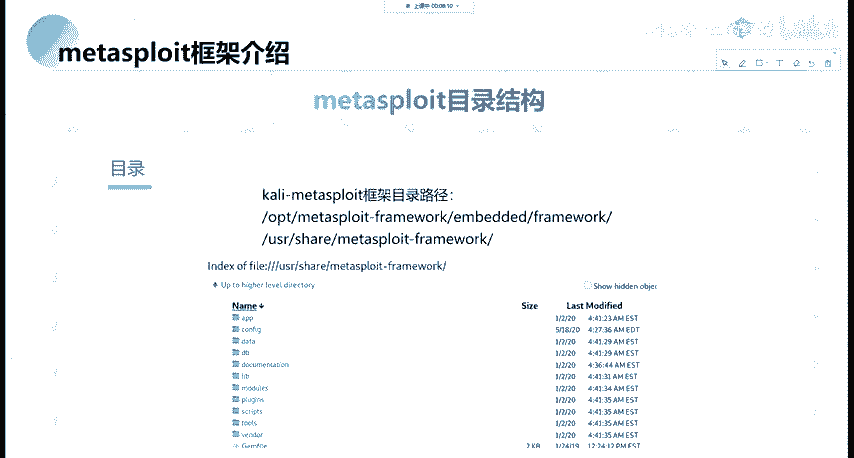 上课中 00:08:10
metasploit框架介绍
metasploit目录结构
目录
kali-metasploit框架目录路径：
/opt/metasploit-framework/embedded/framework/
/usr/share/metasploit-framework/
Index of file:///usr/share/metasploit-framework/
Up to higher level directory
Show hidden objec
Name Size Last Modified
app 1/2/20 4:41:23 AM EST
config 5/18/20 4:27:36 AM EDT
data 1/2/20 4:41:29 AM EST
db 1/2/20 4:41:29 AM EST
documentation 1/2/20 4:36:44 AM EST
lib 1/2/20 4:41:31 AM EST
modules 1/2/20 4:41:34 AM EST
plugins 1/2/20 4:41:35 AM EST
scripts 1/2/20 4:41:35 AM EST
tools 1/2/20 4:41:35 AM EST
vendor 1/2/20 4:41:35 AM EST
Gemfile 2 KB 1/24/19 12:24:12 PM EST